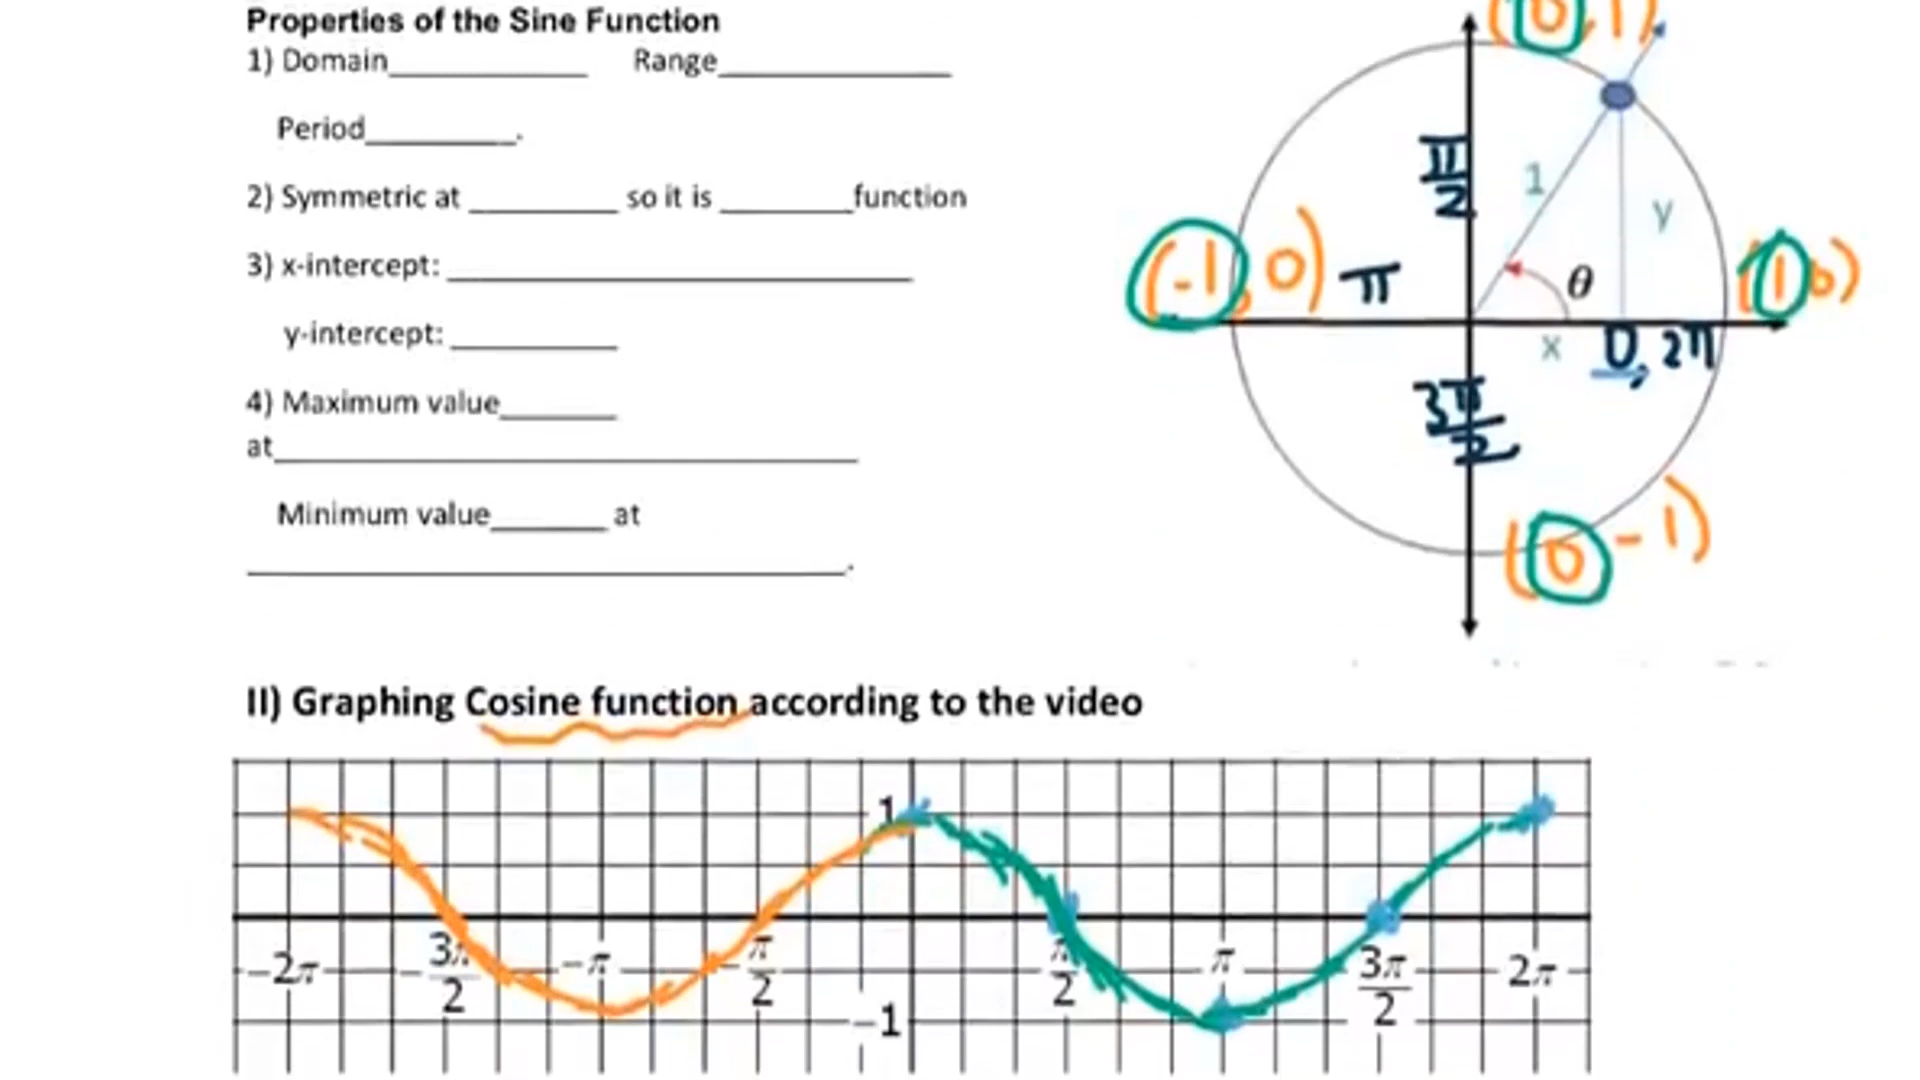 Properties of the Sine Function
1) Domain____________ Range______________
Period_________.
2) Symmetric at _________ so it is ________function
3) x-intercept: ____________________________
y-intercept: __________
4) Maximum value_______
at___________________________________
Minimum value_______ at
____________________________________.
(0,1)
π/2
1
y
(-1,0)
π
θ
(1 0)
x
0, 2π
3π/2
(0 -1)
II) Graphing Cosine function according to the video
1
-2π
-3π/2
-π
-π/2
π/2
π
3π/2
2π
-1